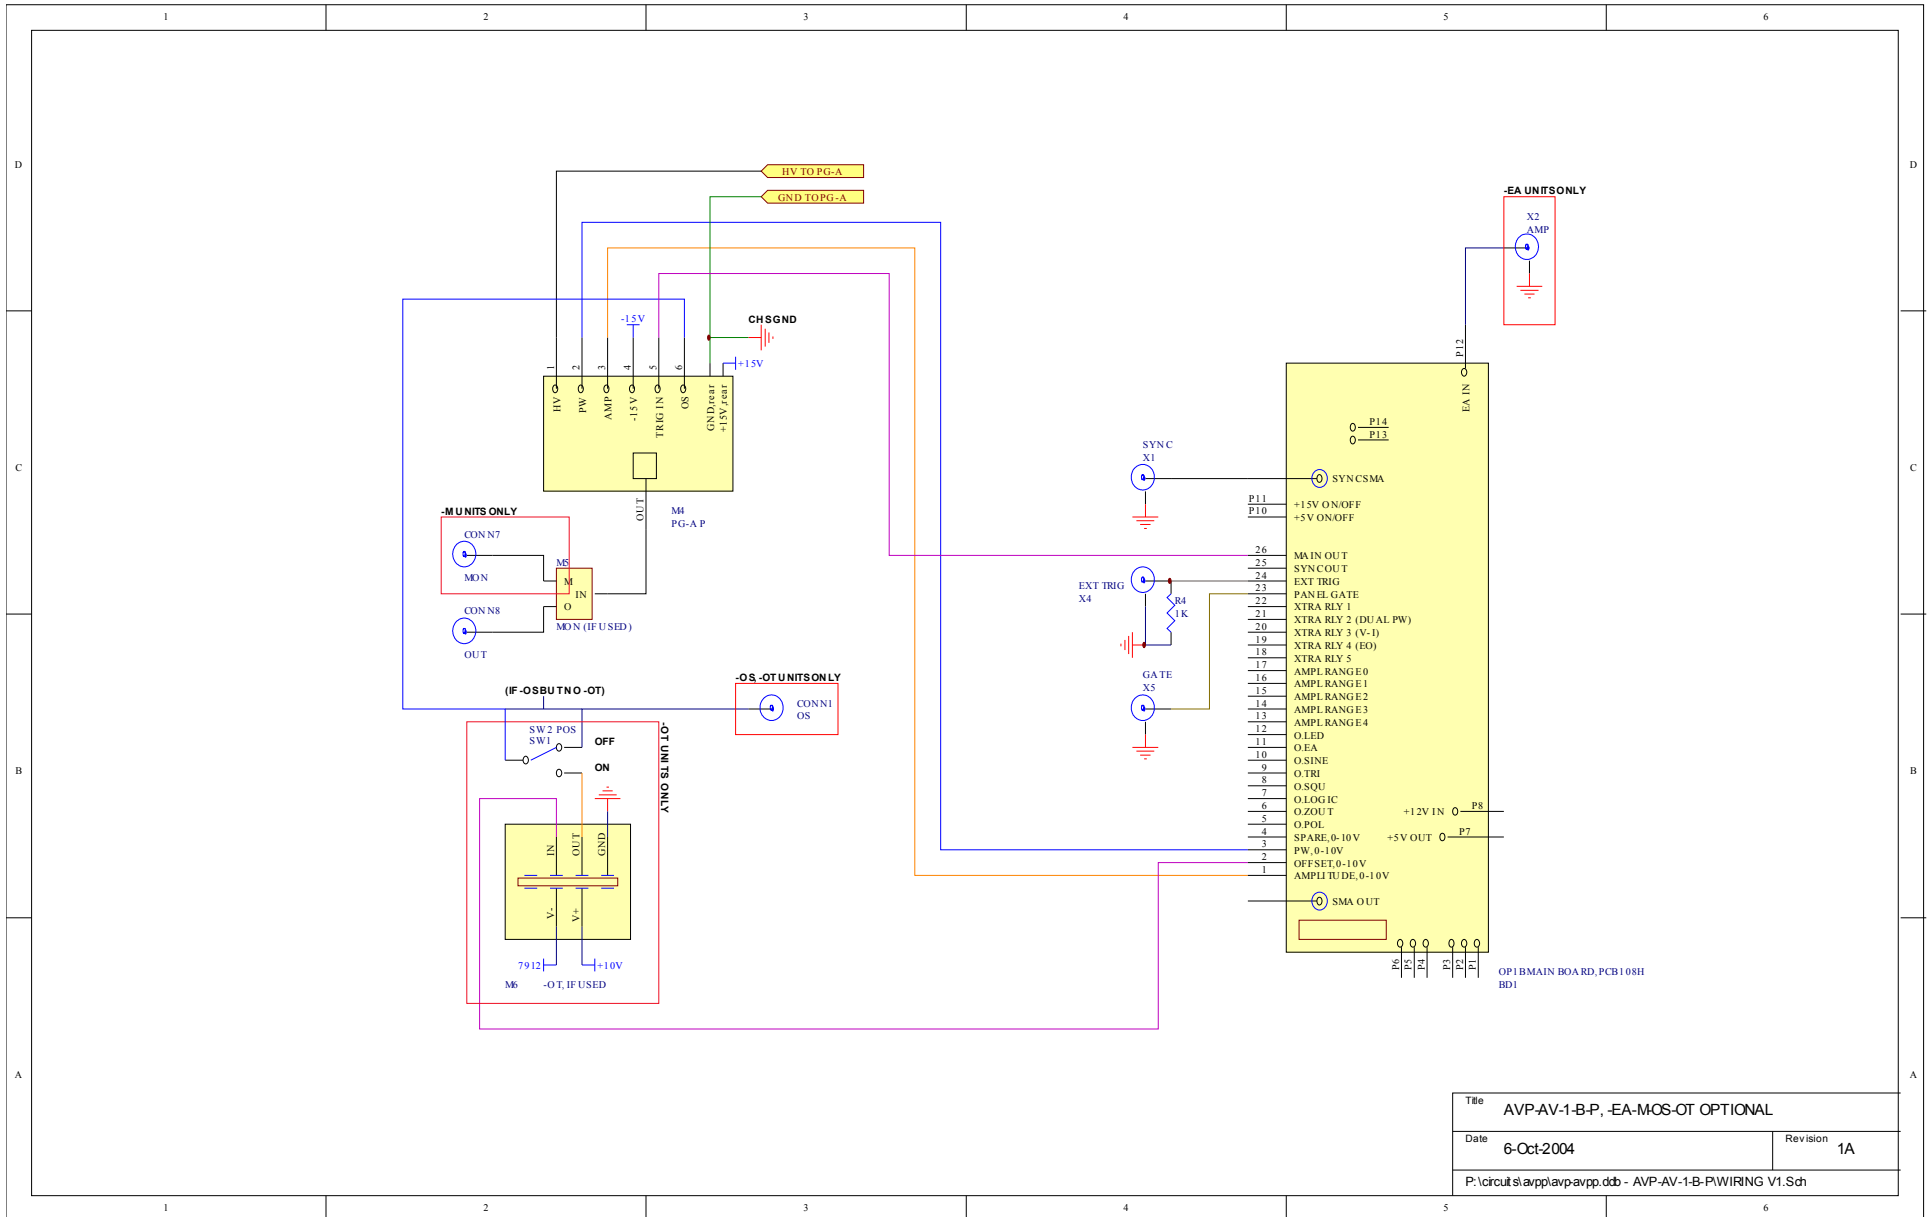 1 2 3 4 5 6
D
D
HV TO PG-A
GND TO PG-A
-EA UNITS ONLY
X2
AMP
-15V
CHSGND
+15V
1 2 3 4 5 6
HV PW AMP -15V TRIG IN OS GND,rear +15V,rear
OUT
M4
PG-A P
P12
EA IN
P14
P13
SYNC
X1
SYNC SMA
C
C
P11 +15V ON/OFF
P10 +5V ON/OFF
-M UNITS ONLY
CONN7
MON
M5
M
IN
O
MON (IF USED)
CONN8
OUT
26 MAIN OUT
25 SYNC OUT
24 EXT TRIG
23 PANEL GATE
22 XTRA RLY 1
21 XTRA RLY 2 (DUAL PW)
20 XTRA RLY 3 (V-I)
19 XTRA RLY 4 (EO)
18 XTRA RLY 5
17 AMPL RANGE 0
16 AMPL RANGE 1
15 AMPL RANGE 2
14 AMPL RANGE 3
13 AMPL RANGE 4
12 O.LED
11 O.EA
10 O.SINE
9 O.TRI
8 O.SQU
7 O.LOGIC
6 O.ZOUT
5 O.POL
4 SPARE, 0-10V
3 PW, 0-10V
2 OFFSET, 0-10V
1 AMPLITUDE, 0-10V
EXT TRIG
X4
R4
1K
GATE
X5
-OS, -OT UNITS ONLY
CONN1
OS
(IF -OS BUT NO -OT)
SW2 POS
SW1
OFF
ON
-OT UNITS ONLY
B
B
+12V IN P8
+5V OUT P7
SMA OUT
IN OUT GND
V- V+
7912
+10V
M6 -OT, IF USED
P6 P5 P4 P3 P2 P1
OP1B MAIN BOARD, PCB108H
BD1
A
A
Title
AVP-AV-1-B-P, -EA-M-OS-OT OPTIONAL
Date
6-Oct-2004
Revision
1A
P:\circuits\avpp\avp-avpp.ddb - AVP-AV-1-B-P\WIRING V1.Sch
1 2 3 4 5 6